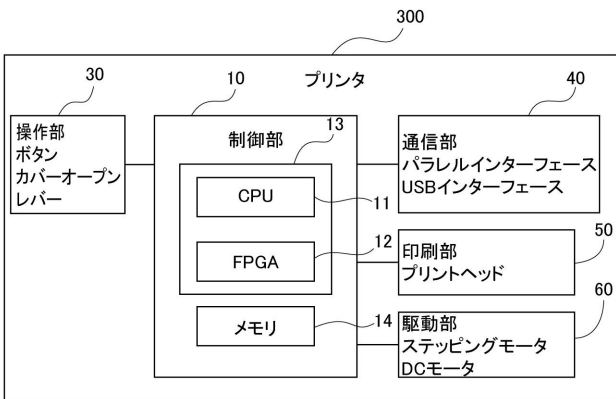 300
プリンタ
30
操作部
ボタン
カバーオープン
レバー
10
制御部
13
CPU
11
FPGA
12
メモリ
14
40
通信部
パラレルインターフェース
USBインターフェース
印刷部
プリントヘッド
50
駆動部
ステッピングモータ
DCモータ
60